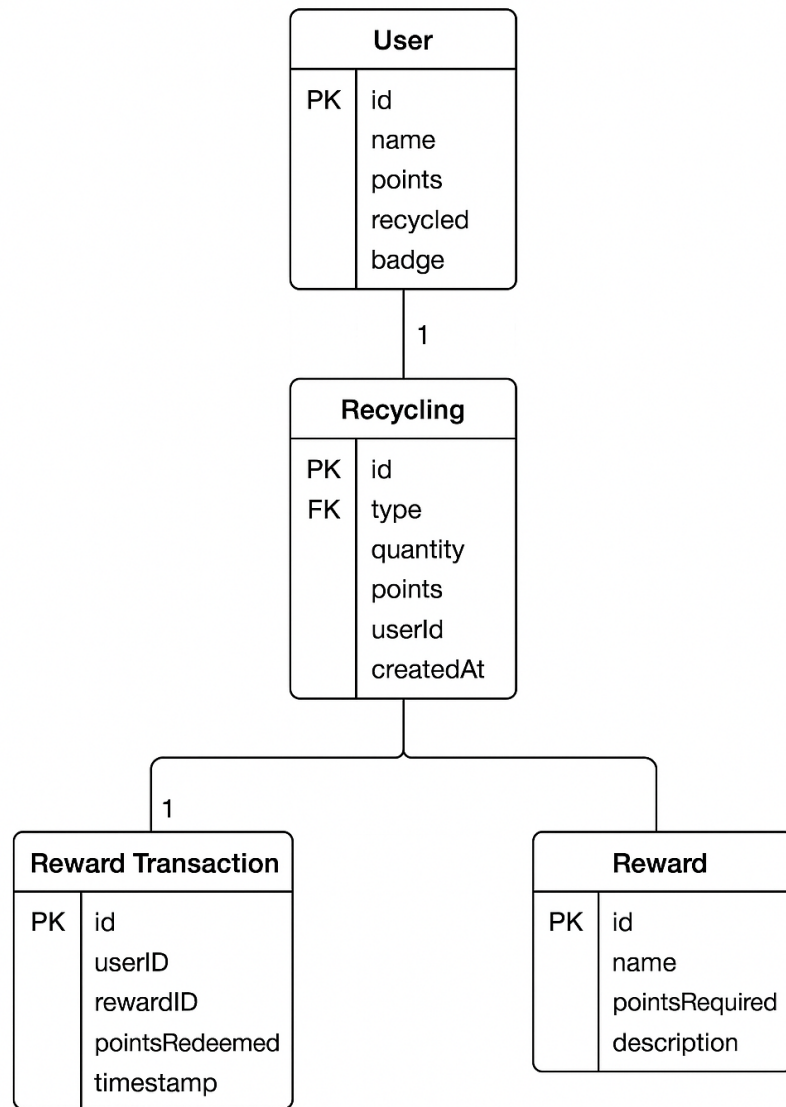 User
PK id
name
points
recycled
badge
1
Recycling
PK id
FK type
quantity
points
userId
createdAt
1
Reward Transaction
PK id
userID
rewardID
pointsRedeemed
timestamp
Reward
PK id
name
pointsRequired
description